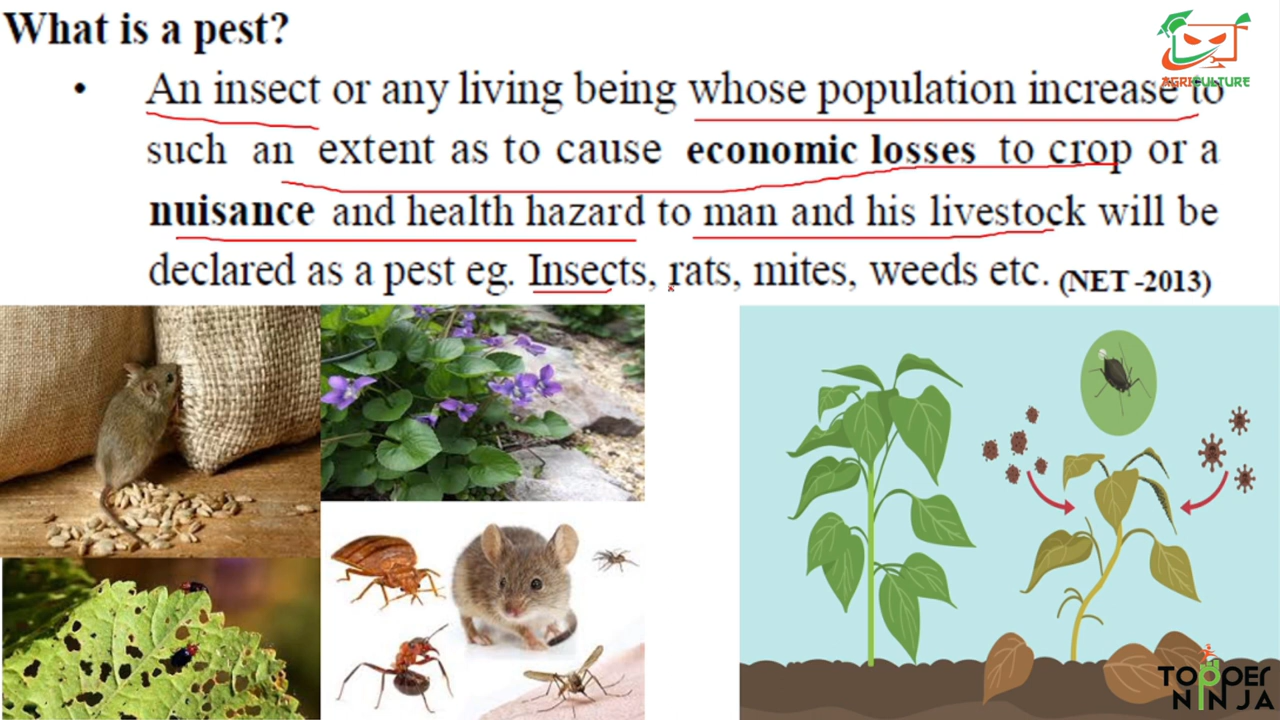 What is a pest?
• An insect or any living being whose population increase to
such an extent as to cause economic losses to crop or a
nuisance and health hazard to man and his livestock will be
declared as a pest eg. Insects, rats, mites, weeds etc. (NET -2013)
AGRICULTURE
TOPPER
NINJA